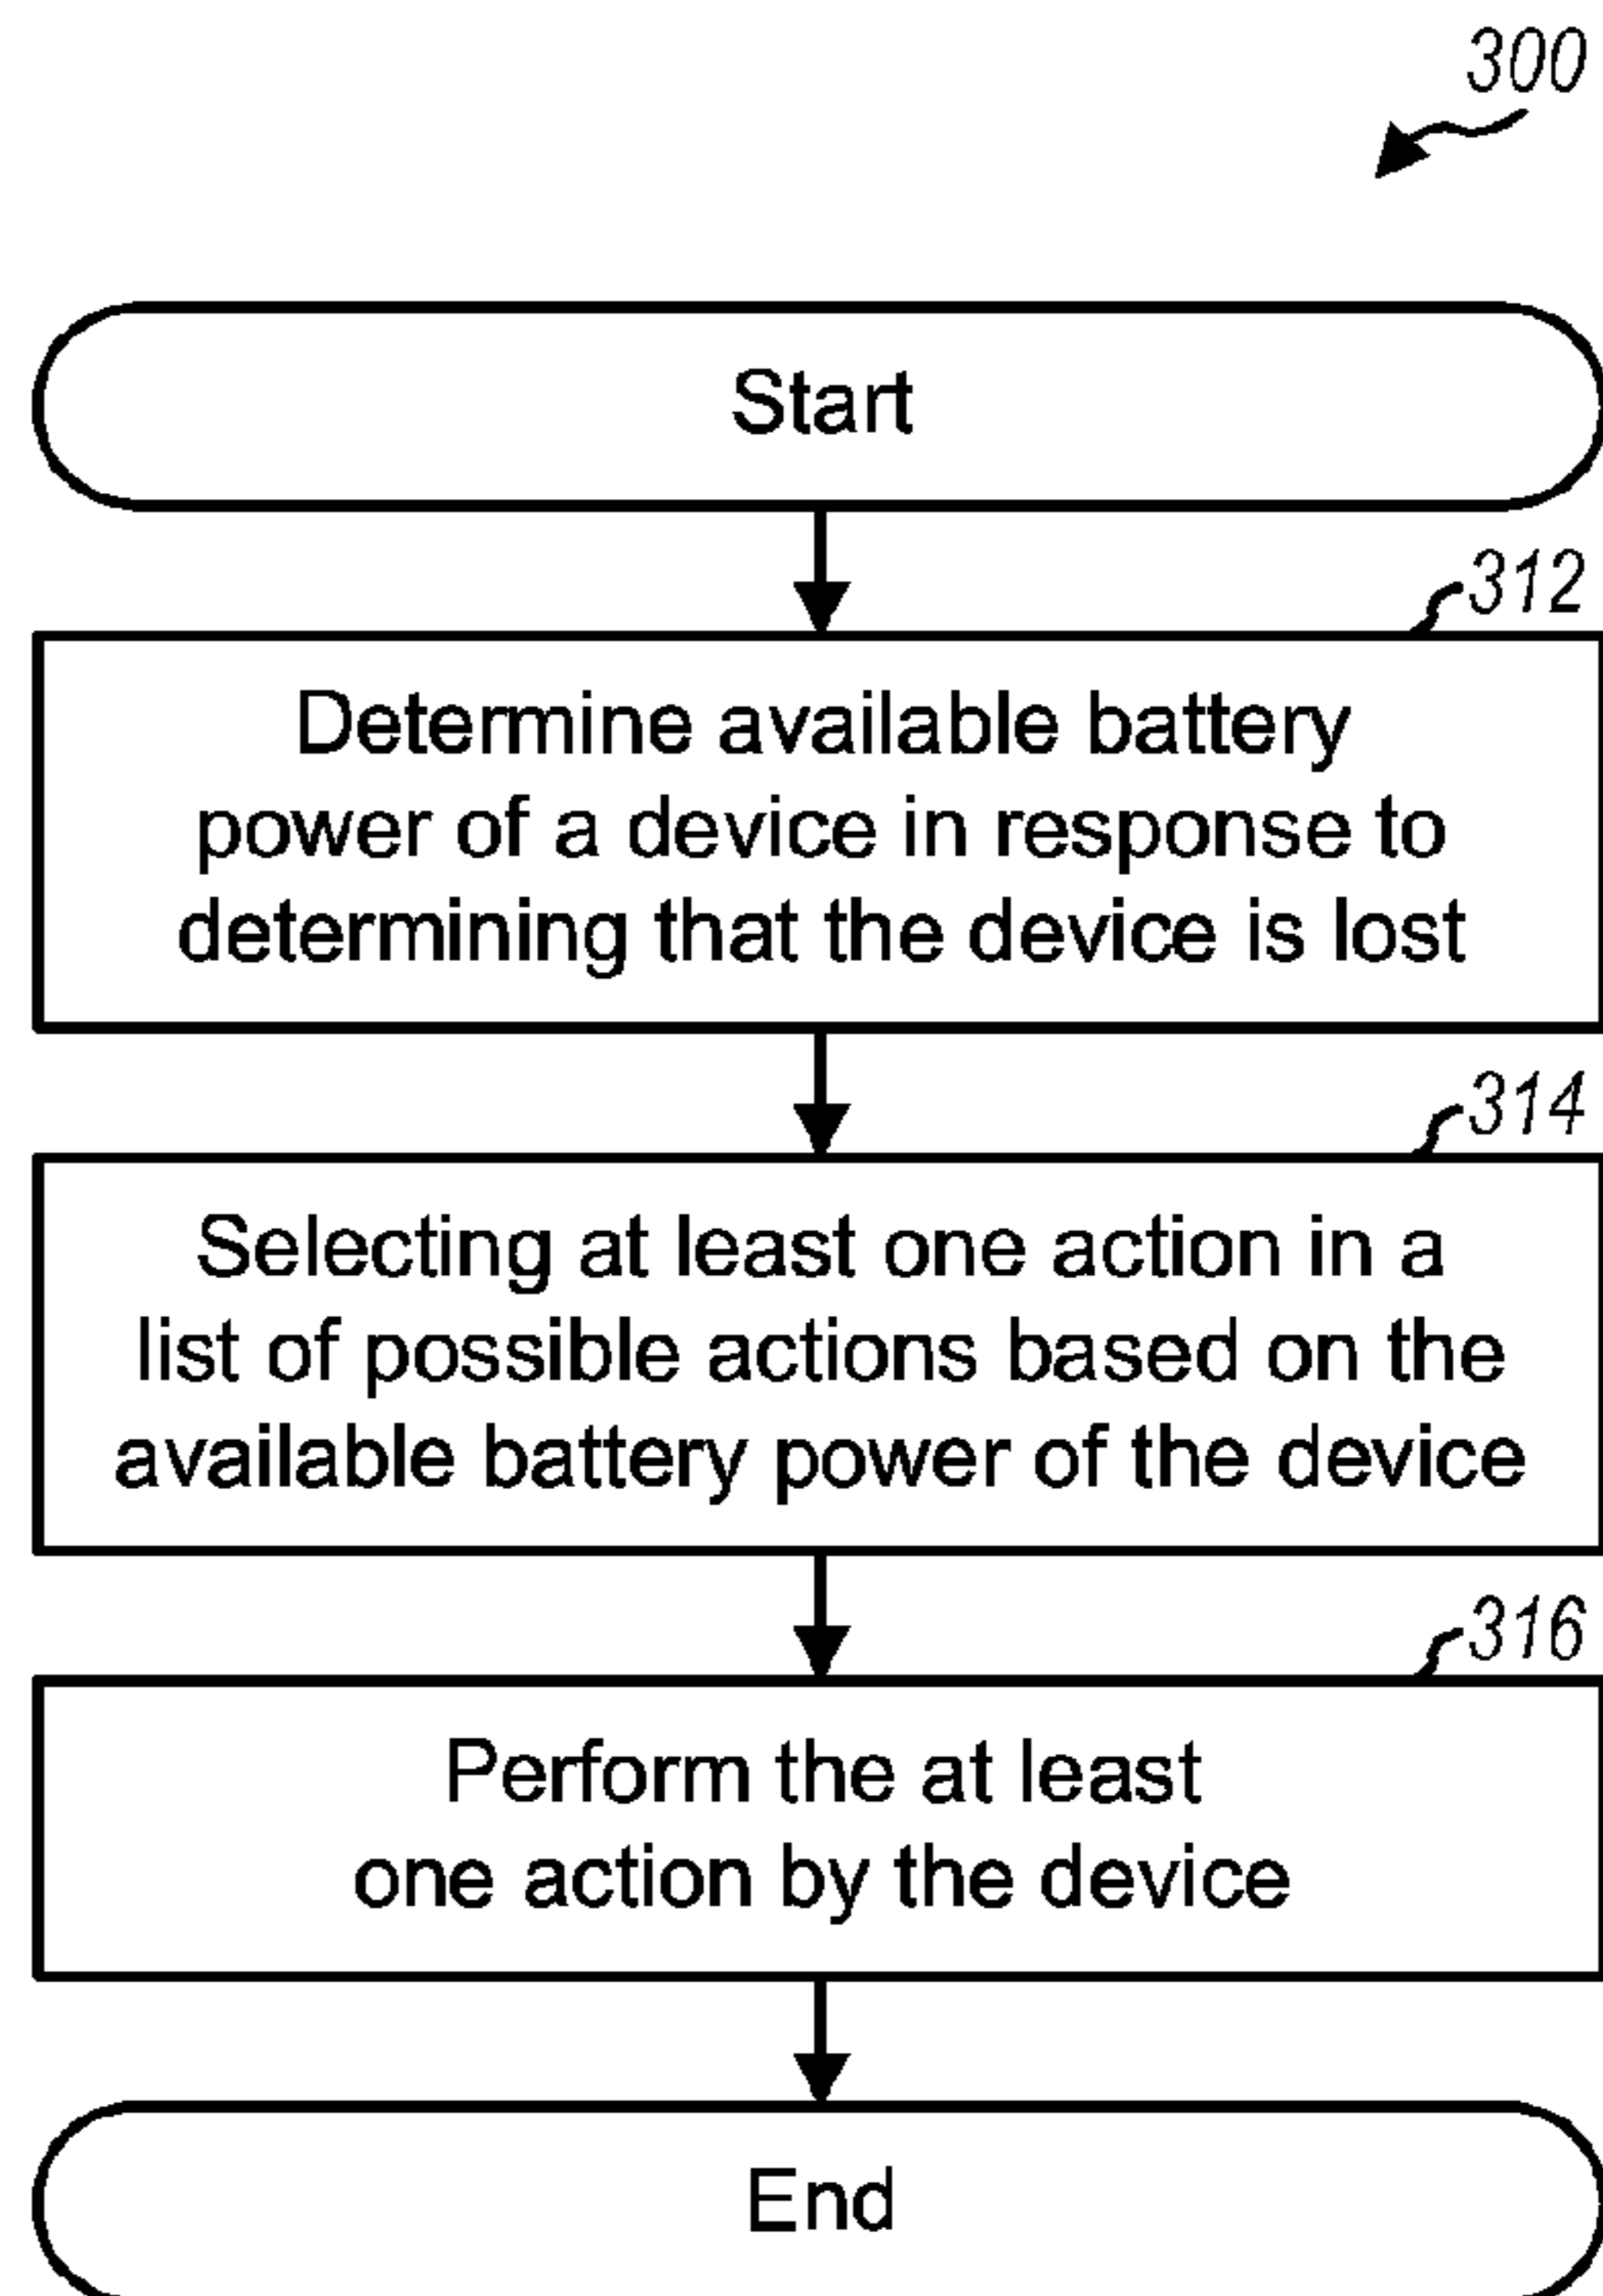 300
Start
312
Determine available battery
power of a device in response to
determining that the device is lost
314
Selecting at least one action in a
list of possible actions based on the
available battery power of the device
316
Perform the at least
one action by the device
End